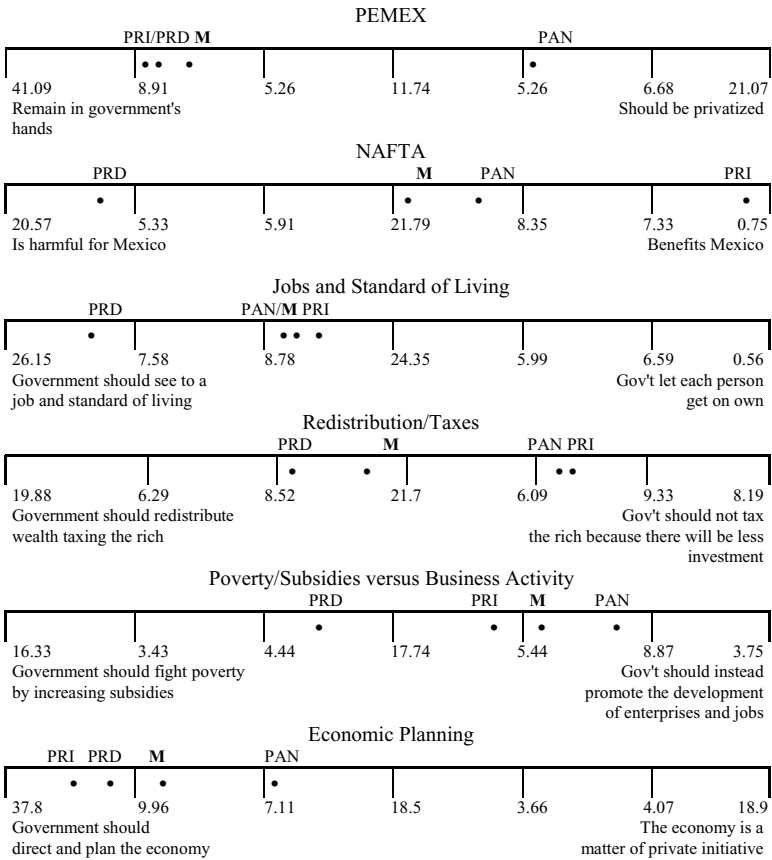 PEMEX
PRI/PRD M PAN
41.09 8.91 5.26 11.74 5.26 6.68 21.07
Remain in government's Should be privatized
hands
NAFTA
PRD M PAN PRI
20.57 5.33 5.91 21.79 8.35 7.33 0.75
Is harmful for Mexico Benefits Mexico
Jobs and Standard of Living
PRD PAN/M PRI
26.15 7.58 8.78 24.35 5.99 6.59 0.56
Government should see to a Gov't let each person
job and standard of living get on own
Redistribution/Taxes
PRD M PAN PRI
19.88 6.29 8.52 21.7 6.09 9.33 8.19
Government should redistribute Gov't should not tax
wealth taxing the rich the rich because there will be less
investment
Poverty/Subsidies versus Business Activity
PRD PRI M PAN
16.33 3.43 4.44 17.74 5.44 8.87 3.75
Government should fight poverty Gov't should instead
by increasing subsidies promote the development
of enterprises and jobs
Economic Planning
PRI PRD M PAN
37.8 9.96 7.11 18.5 3.66 4.07 18.9
Government should The economy is a
direct and plan the economy matter of private initiative